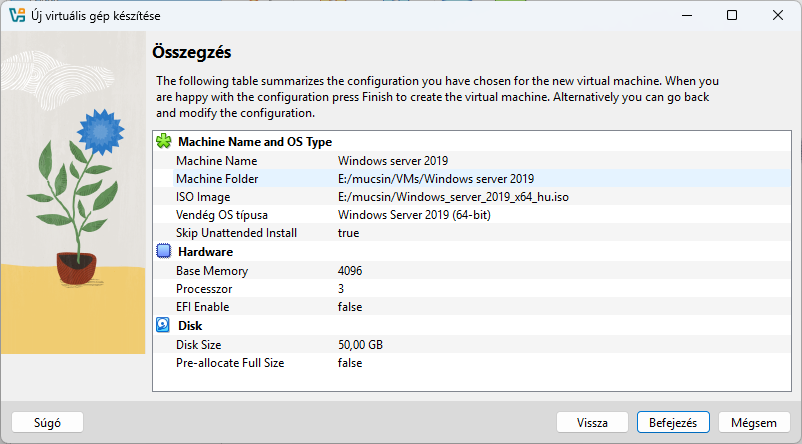 Új virtuális gép készítése
Összegzés
The following table summarizes the configuration you have chosen for the new virtual machine. When you
are happy with the configuration press Finish to create the virtual machine. Alternatively you can go back
and modify the configuration.
Machine Name and OS Type
Machine Name Windows server 2019
Machine Folder E:/mucsin/VMs/Windows server 2019
ISO Image E:/mucsin/Windows_server_2019_x64_hu.iso
Vendég OS típusa Windows Server 2019 (64-bit)
Skip Unattended Install true
Hardware
Base Memory 4096
Processzor 3
EFI Enable false
Disk
Disk Size 50,00 GB
Pre-allocate Full Size false
Súgó Vissza Befejezés Mégsem